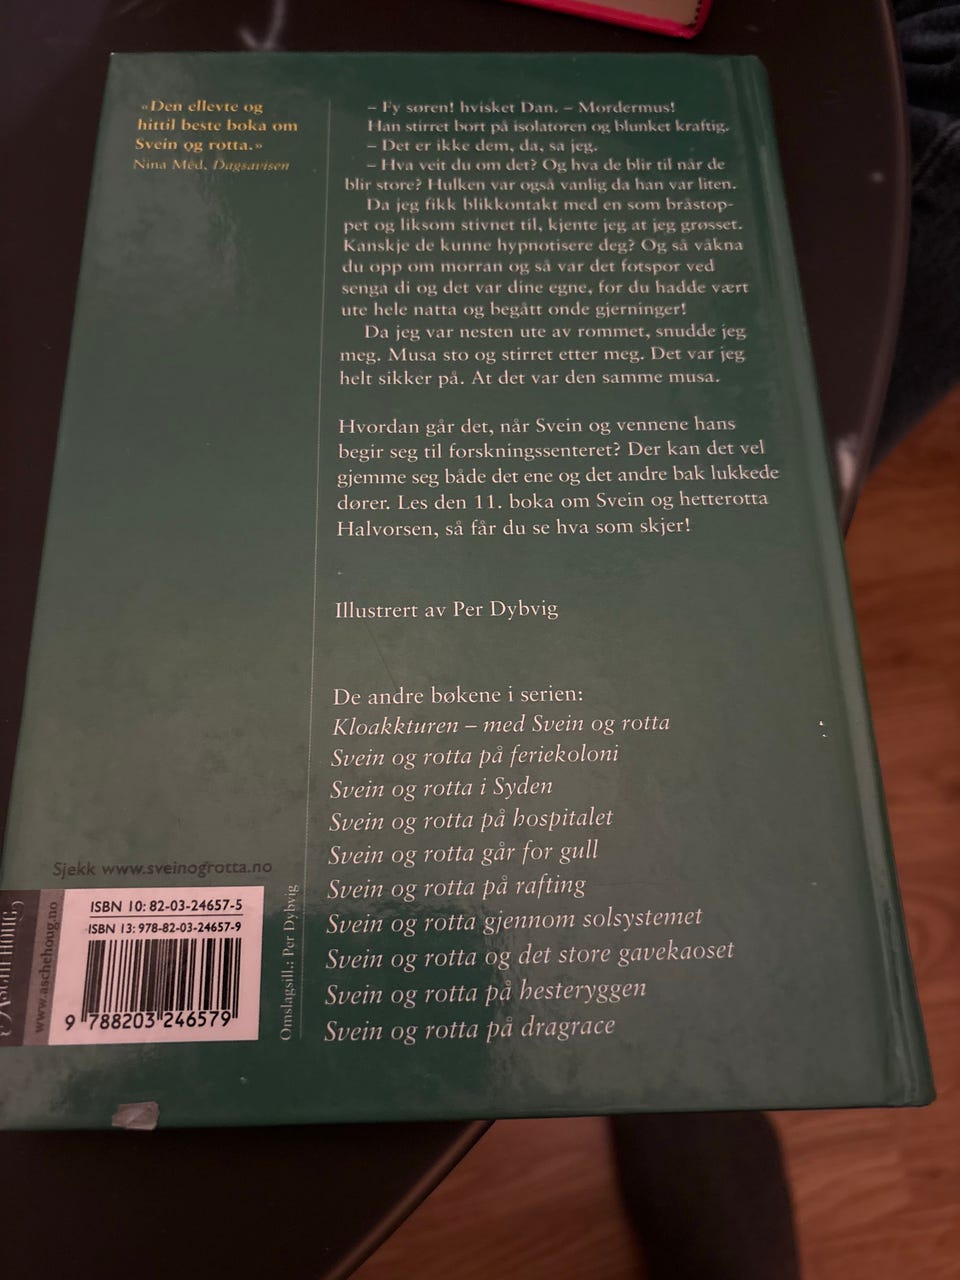 «Den ellevte og
hittil beste boka om
Svein og rotta.»
Nina Méd, Dagsavisen
– Fy søren! hvisket Dan. – Mordermus!
Han stirret bort på isolatoren og blunket kraftig.
– Det er ikke dem, da, sa jeg.
– Hva veit du om det? Og hva de blir til når de
blir store? Hulken var også vanlig da han var liten.
Da jeg fikk blikkontakt med en som bråstop-
pet og liksom stivnet til, kjente jeg at jeg grøsset.
Kanskje de kunne hypnotisere deg? Og så våkna
du opp om morran og så var det fotspor ved
senga di og det var dine egne, for du hadde vært
ute hele natta og begått onde gjerninger!
Da jeg var nesten ute av rommet, snudde jeg
meg. Musa sto og stirret etter meg. Det var jeg
helt sikker på. At det var den samme musa.
Hvordan går det, når Svein og vennene hans
begir seg til forskningssenteret? Der kan det vel
gjemme seg både det ene og det andre bak lukkede
dører. Les den 11. boka om Svein og hetterotta
Halvorsen, så får du se hva som skjer!
Illustrert av Per Dybvig
De andre bøkene i serien:
Kloakkturen – med Svein og rotta
Svein og rotta på feriekoloni
Svein og rotta i Syden
Svein og rotta på hospitalet
Svein og rotta går for gull
Svein og rotta på rafting
Svein og rotta gjennom solsystemet
Svein og rotta og det store gavekaoset
Svein og rotta på hesteryggen
Svein og rotta på dragrace
Sjekk www.sveinogrotta.no
ISBN 10: 82-03-24657-5
ISBN 13: 978-82-03-24657-9
9 788203 246579
www.aschehoug.no
Omslagsill.: Per Dybvig